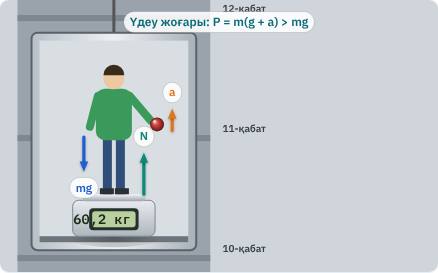 12-қабат
Үдеу жоғары: P = m(g + a) > mg
a
N
11-қабат
mg
60,2 кг
10-қабат